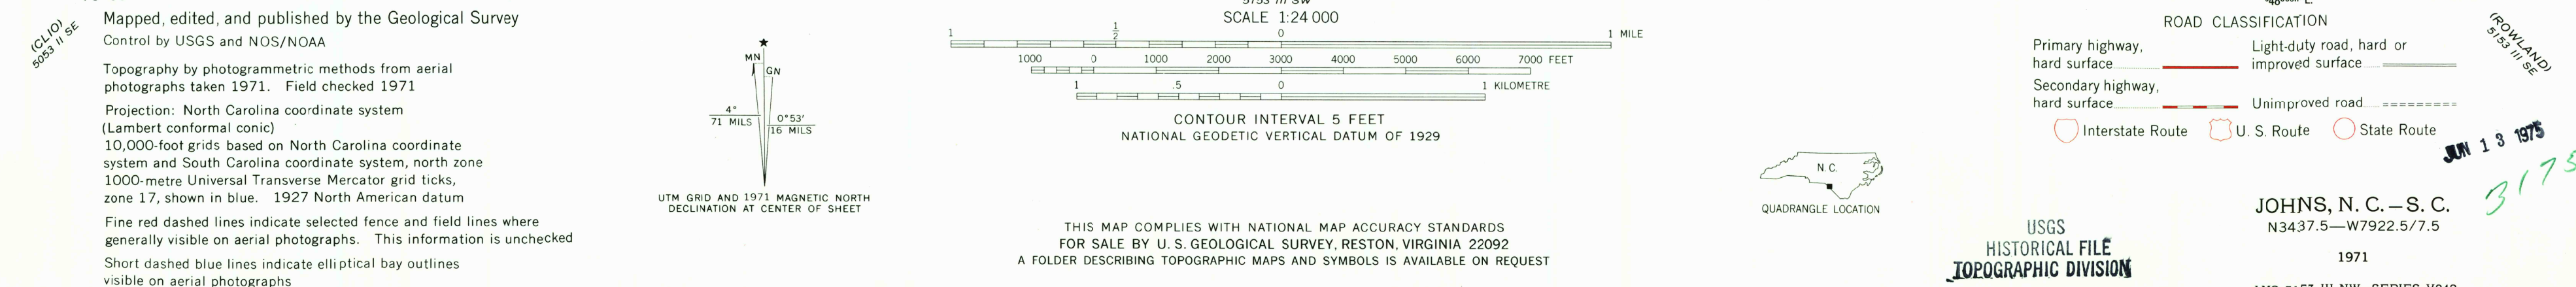 (CLIO)
5053 II SE
Mapped, edited, and published by the Geological Survey
Control by USGS and NOS/NOAA
Topography by photogrammetric methods from aerial
photographs taken 1971. Field checked 1971
Projection: North Carolina coordinate system
(Lambert conformal conic)
10,000-foot grids based on North Carolina coordinate
system and South Carolina coordinate system, north zone
1000-metre Universal Transverse Mercator grid ticks,
zone 17, shown in blue. 1927 North American datum
Fine red dashed lines indicate selected fence and field lines where
generally visible on aerial photographs. This information is unchecked
Short dashed blue lines indicate elliptical bay outlines
visible on aerial photographs
MN
GN
4°
71 MILS
0°53′
16 MILS
UTM GRID AND 1971 MAGNETIC NORTH
DECLINATION AT CENTER OF SHEET
SCALE 1:24 000
1 1/2 0 1 MILE
1000 0 1000 2000 3000 4000 5000 6000 7000 FEET
1 .5 0 1 KILOMETRE
CONTOUR INTERVAL 5 FEET
NATIONAL GEODETIC VERTICAL DATUM OF 1929
THIS MAP COMPLIES WITH NATIONAL MAP ACCURACY STANDARDS
FOR SALE BY U. S. GEOLOGICAL SURVEY, RESTON, VIRGINIA 22092
A FOLDER DESCRIBING TOPOGRAPHIC MAPS AND SYMBOLS IS AVAILABLE ON REQUEST
N. C.
QUADRANGLE LOCATION
ROAD CLASSIFICATION
Primary highway,
hard surface
Light-duty road, hard or
improved surface
Secondary highway,
hard surface
Unimproved road
Interstate Route
U. S. Route
State Route
(ROWLAND)
5153 III SE
JUN 13 1975
3175
USGS
HISTORICAL FILE
TOPOGRAPHIC DIVISION
JOHNS, N. C.—S. C.
N3437.5—W7922.5/7.5
1971